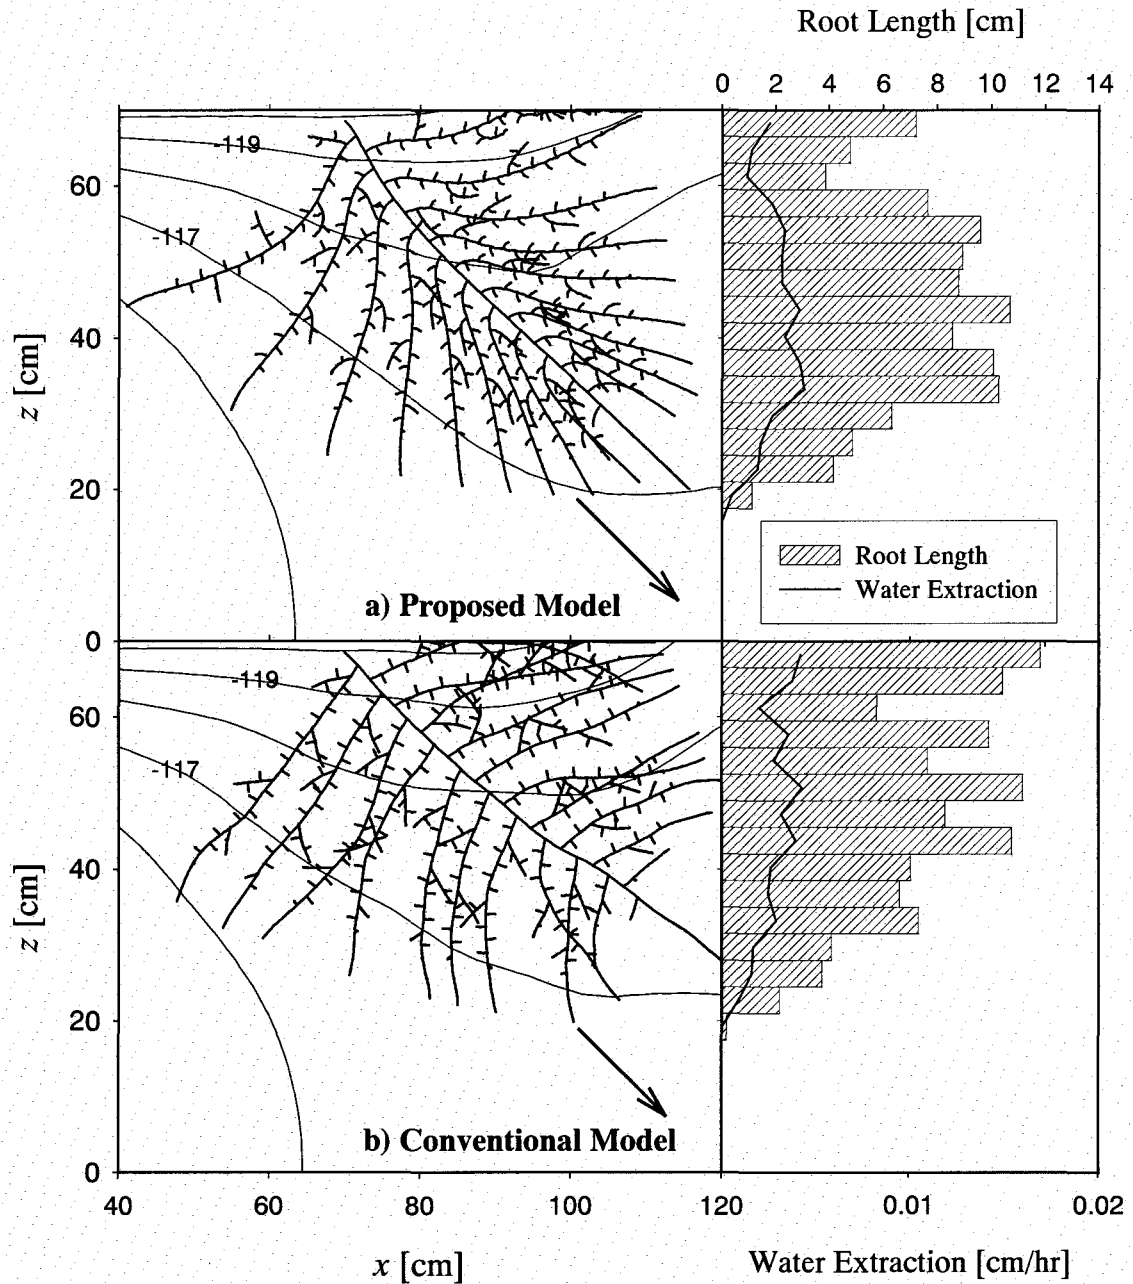 Root Length [cm]
0 2 4 6 8 10 12 14
-119
60
-117
z [cm]
40
20
Root Length
Water Extraction
a) Proposed Model
0
-119
60
-117
z [cm]
40
20
b) Conventional Model
0
40 60 80 100 120 0.01 0.02
x [cm] Water Extraction [cm/hr]